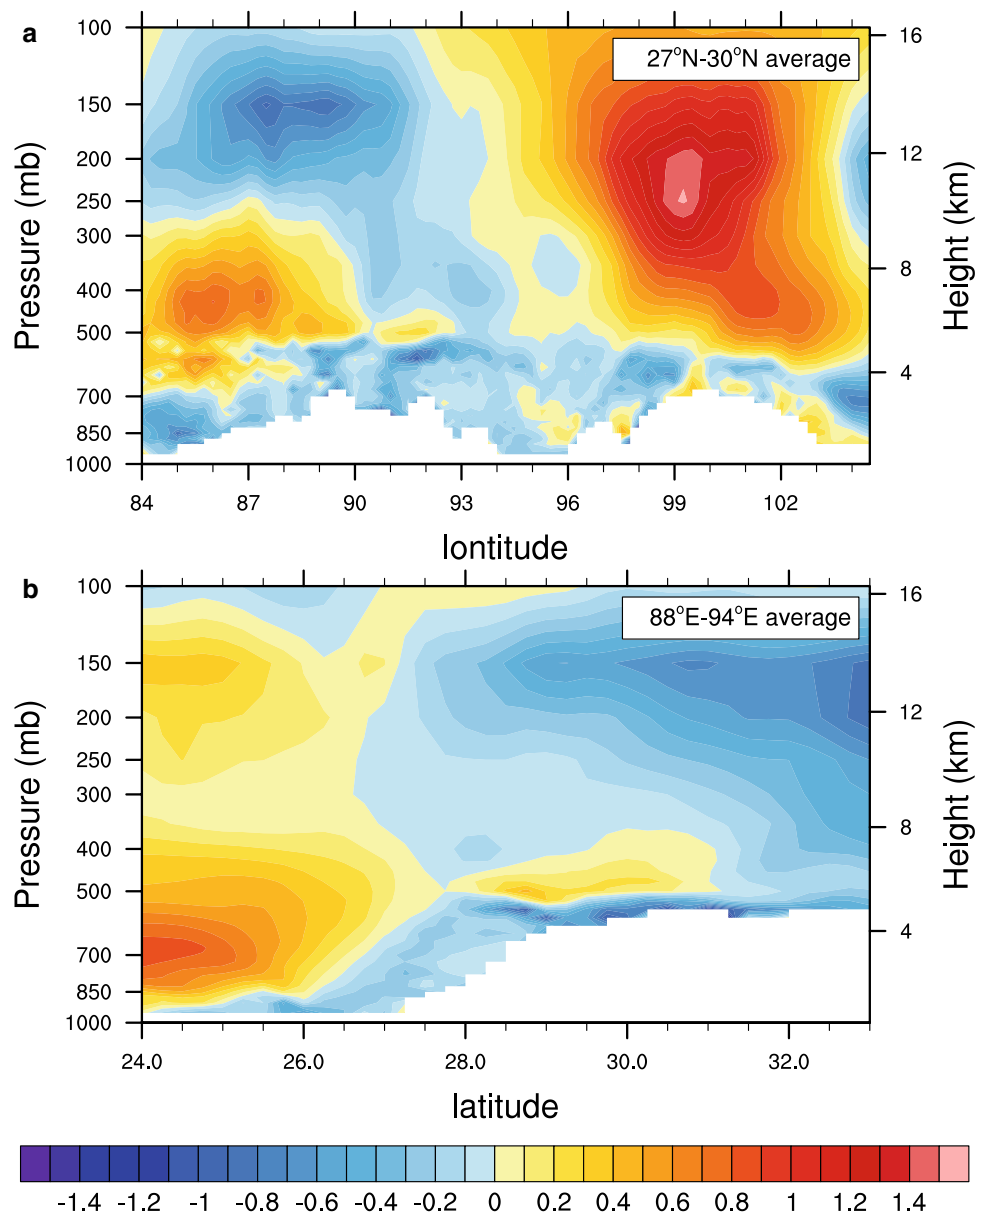 a
27°N-30°N average
Pressure (mb)
100
150
200
250
300
400
500
700
850
1000
16
12
8
4
Height (km)
84 87 90 93 96 99 102
lontitude
b
88°E-94°E average
Pressure (mb)
100
150
200
250
300
400
500
700
850
1000
16
12
8
4
Height (km)
24.0 26.0 28.0 30.0 32.0
latitude
-1.4 -1.2 -1 -0.8 -0.6 -0.4 -0.2 0 0.2 0.4 0.6 0.8 1 1.2 1.4